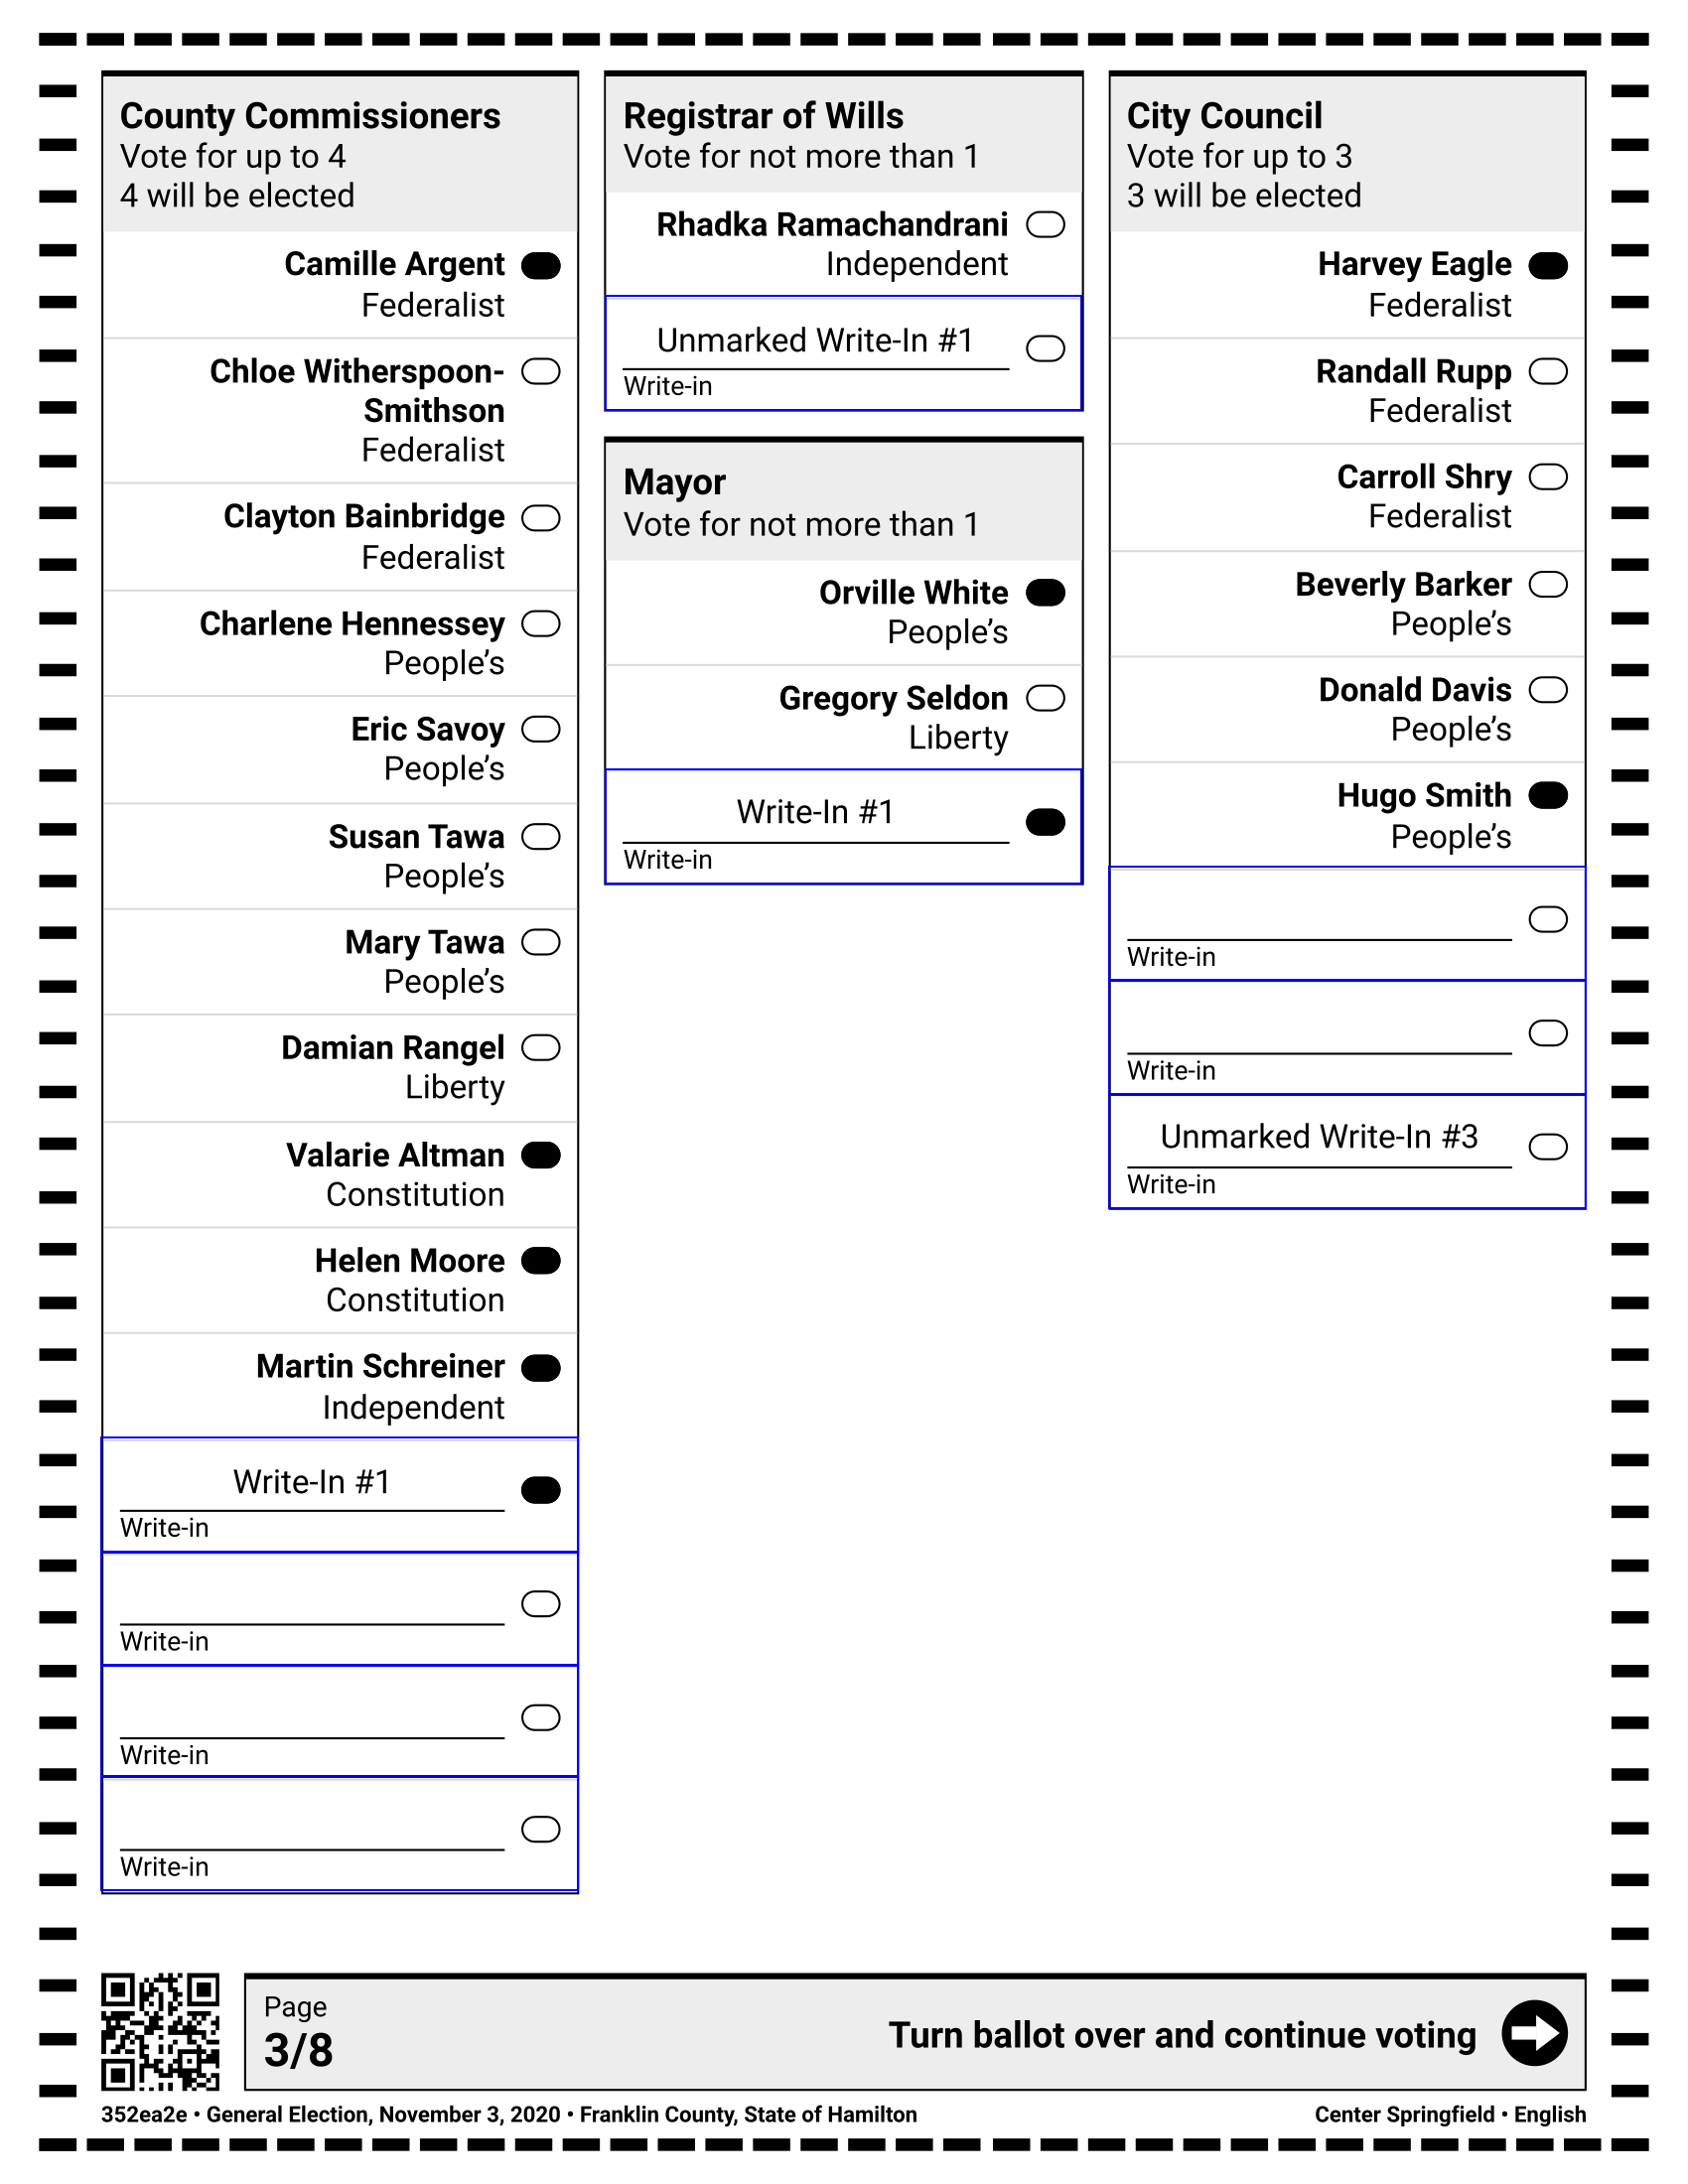 County Commissioners
Vote for up to 4
4 will be elected
Camille Argent
Federalist
Chloe Witherspoon-
Smithson
Federalist
Clayton Bainbridge
Federalist
Charlene Hennessey
People’s
Eric Savoy
People’s
Susan Tawa
People’s
Mary Tawa
People’s
Damian Rangel
Liberty
Valarie Altman
Constitution
Helen Moore
Constitution
Martin Schreiner
Independent
Write-In #1
Write-in
Write-in
Write-in
Write-in
Registrar of Wills
Vote for not more than 1
Rhadka Ramachandrani
Independent
Unmarked Write-In #1
Write-in
Mayor
Vote for not more than 1
Orville White
People’s
Gregory Seldon
Liberty
Write-In #1
Write-in
City Council
Vote for up to 3
3 will be elected
Harvey Eagle
Federalist
Randall Rupp
Federalist
Carroll Shry
Federalist
Beverly Barker
People’s
Donald Davis
People’s
Hugo Smith
People’s
Write-in
Write-in
Unmarked Write-In #3
Write-in
Page
3/8
Turn ballot over and continue voting
352ea2e • General Election, November 3, 2020 • Franklin County, State of Hamilton
Center Springfield • English